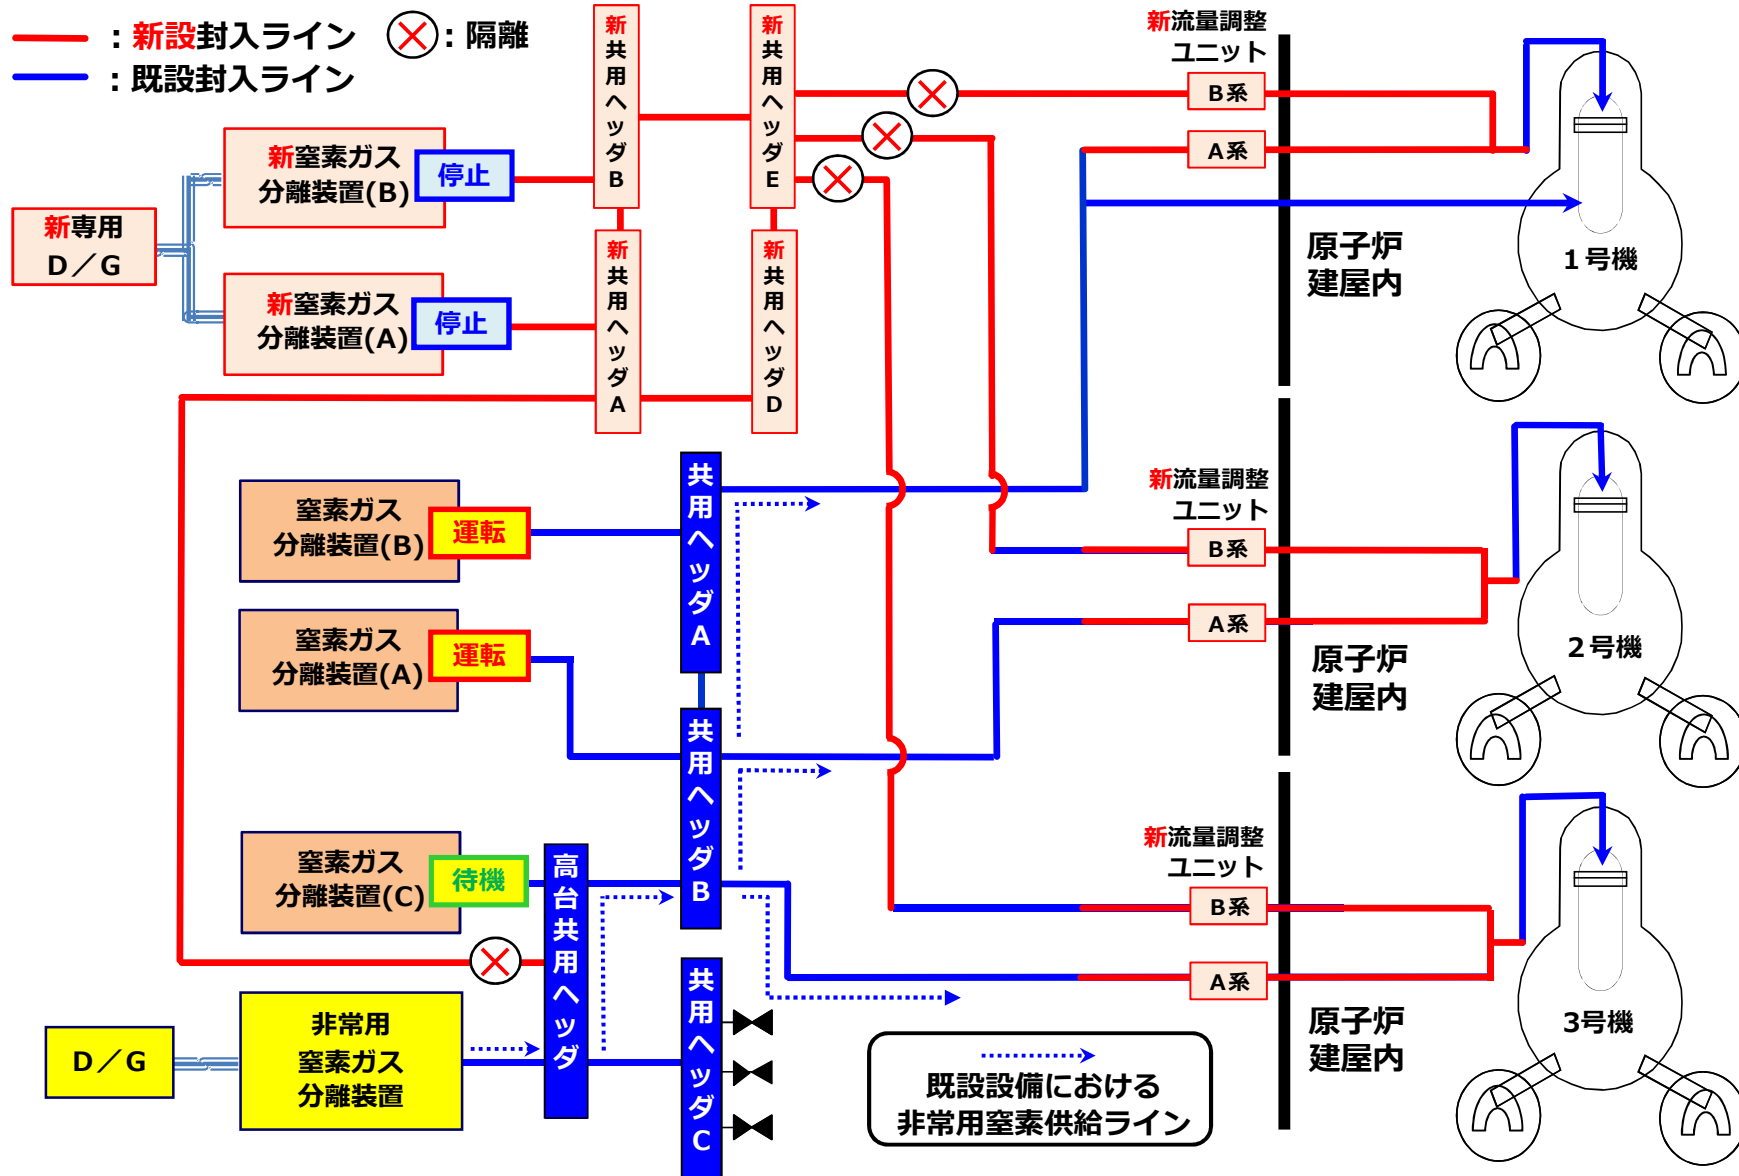 ：新設封入ライン
：隔離
：既設封入ライン
新共用ヘッダB
新共用ヘッダE
新流量調整
ユニット
B系
A系
新窒素ガス
分離装置(B)
停止
新専用
D／G
新窒素ガス
分離装置(A)
停止
新共用ヘッダA
新共用ヘッダD
原子炉
建屋内
1号機
窒素ガス
分離装置(B)
運転
共用ヘッダA
新流量調整
ユニット
B系
A系
窒素ガス
分離装置(A)
運転
原子炉
建屋内
2号機
共用ヘッダB
窒素ガス
分離装置(C)
待機
高台共用ヘッダ
新流量調整
ユニット
B系
A系
共用ヘッダC
D／G
非常用
窒素ガス
分離装置
既設設備における
非常用窒素供給ライン
原子炉
建屋内
3号機